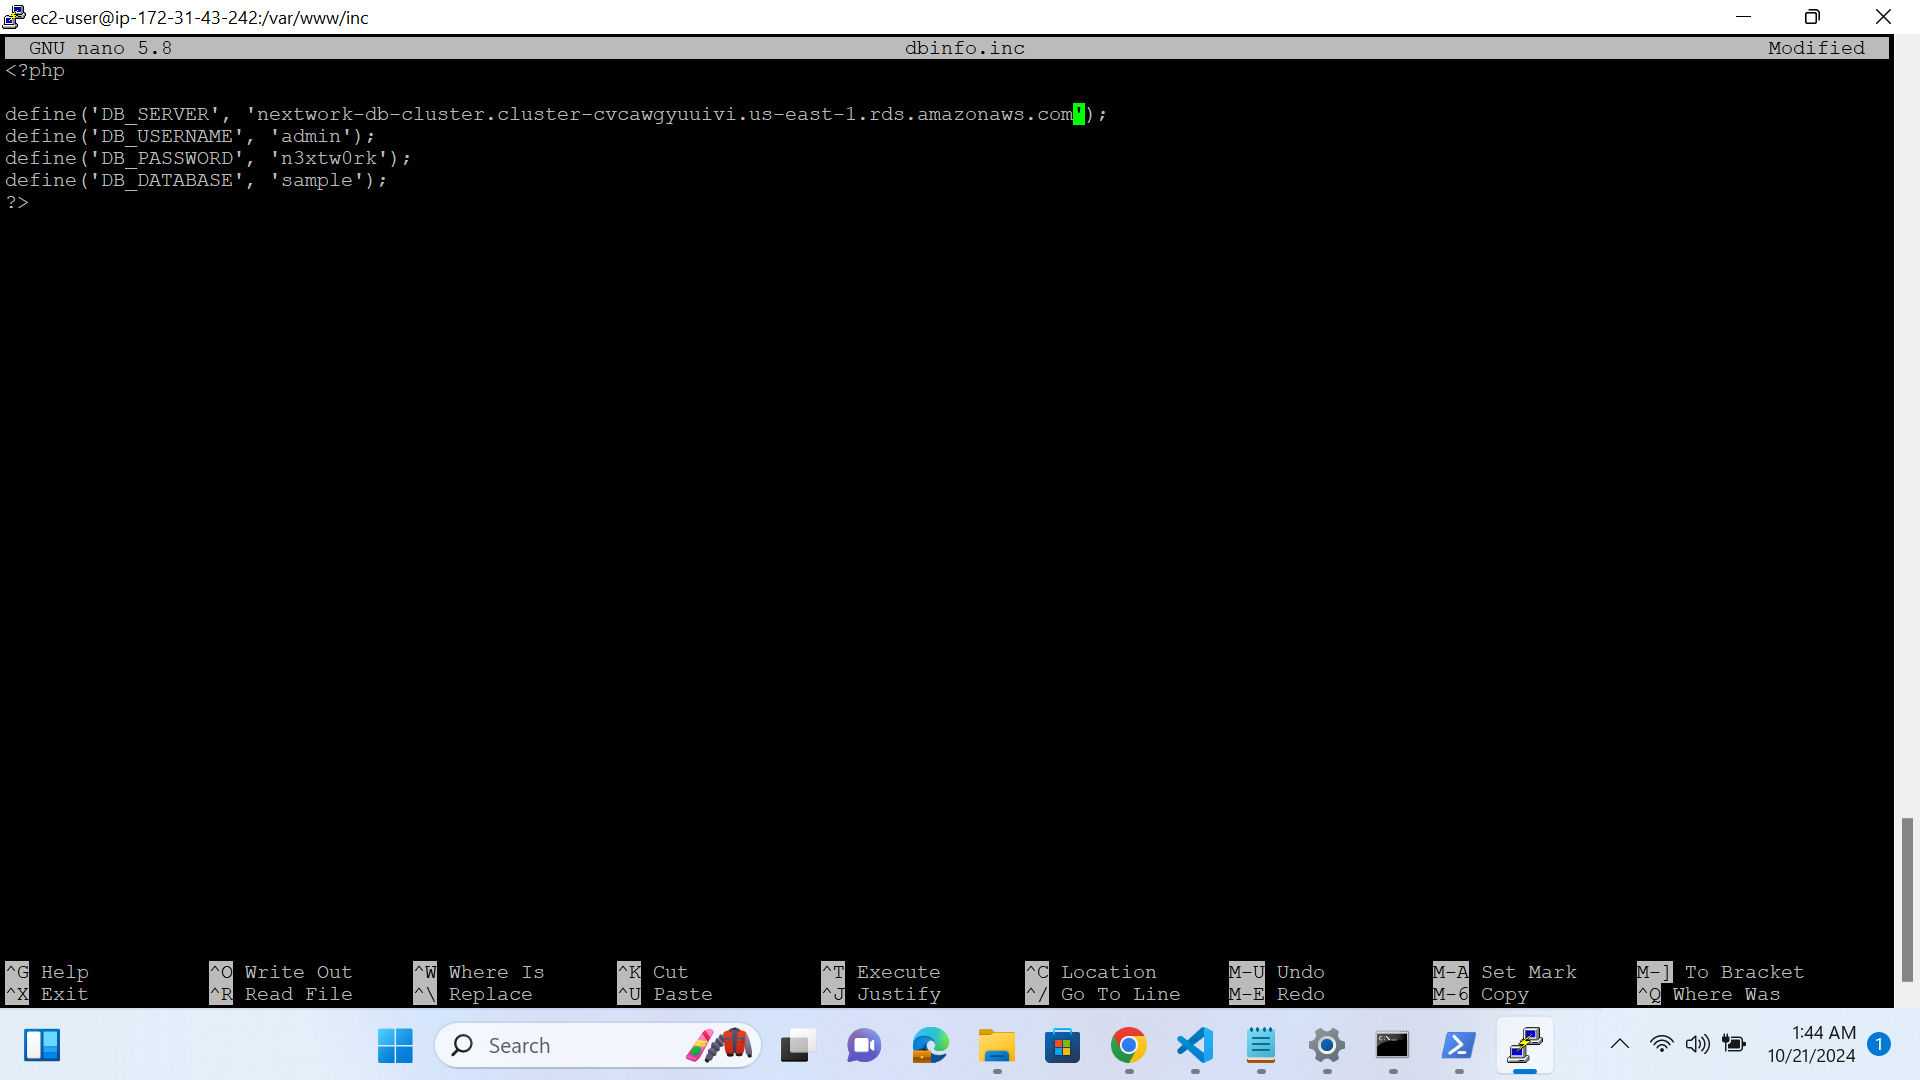 ec2-user@ip-172-31-43-242:/var/www/inc
GNU nano 5.8 dbinfo.inc Modified
<?php
define('DB_SERVER', 'nextwork-db-cluster.cluster-cvcawgyuuivi.us-east-1.rds.amazonaws.com');
define('DB_USERNAME', 'admin');
define('DB_PASSWORD', 'n3xtw0rk');
define('DB_DATABASE', 'sample');
?>
^G Help ^O Write Out ^W Where Is ^K Cut ^T Execute ^C Location M-U Undo M-A Set Mark M-] To Bracket
^X Exit ^R Read File ^\ Replace ^U Paste ^J Justify ^/ Go To Line M-E Redo M-6 Copy ^Q Where Was
Search
1:44 AM
10/21/2024
1